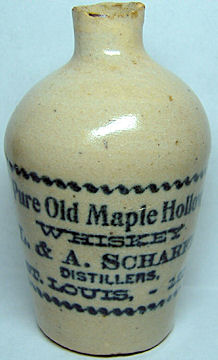 Pure Old Maple Hollow
WHISKEY
L. & A. SCHARFF
DISTILLERS,
ST. LOUIS, -